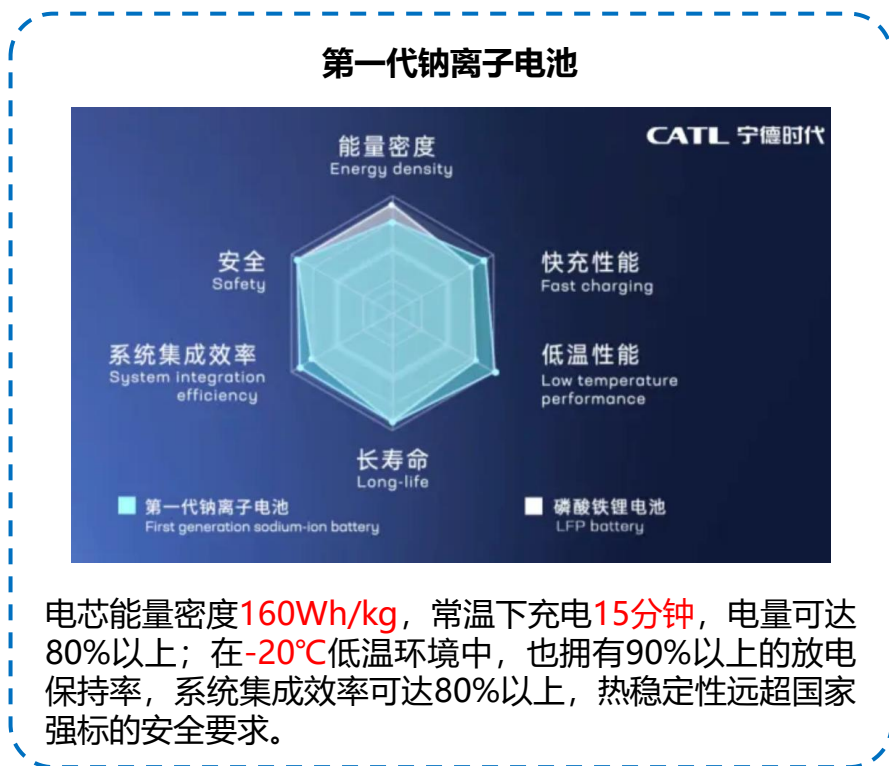 第一代钠离子电池
CATL 宁德时代
能量密度
Energy density
安全
Safety
快充性能
Fast charging
系统集成效率
System integration
efficiency
低温性能
Low temperature
performance
长寿命
Long-life
第一代钠离子电池
First generation sodium-ion battery
磷酸铁锂电池
LFP battery
电芯能量密度160Wh/kg，常温下充电15分钟，电量可达
80%以上；在-20℃低温环境中，也拥有90%以上的放电
保持率，系统集成效率可达80%以上，热稳定性远超国家
强标的安全要求。